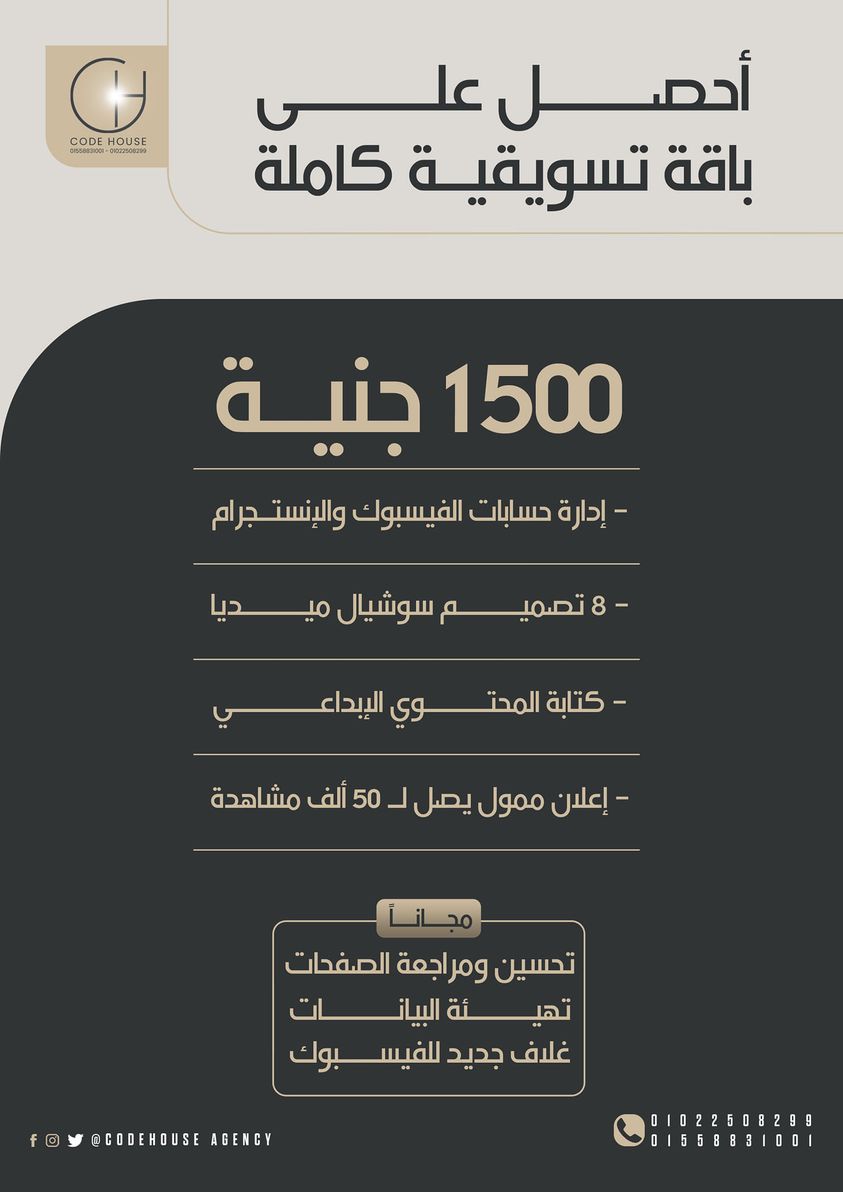 CODE HOUSE
01558831001 - 01022508299
أحصل على
باقة تسويقية كاملة
1500 جنية
- إدارة حسابات الفيسبوك والإنستجرام
- 8 تصميم سوشيال ميديا
- كتابة المحتوي الإبداعي
- إعلان ممول يصل لـ 50 ألف مشاهدة
مجاناً
تحسين ومراجعة الصفحات
تهيئة البيانات
غلاف جديد للفيسبوك
@CODEHOUSE AGENCY
01022508299
01558831001